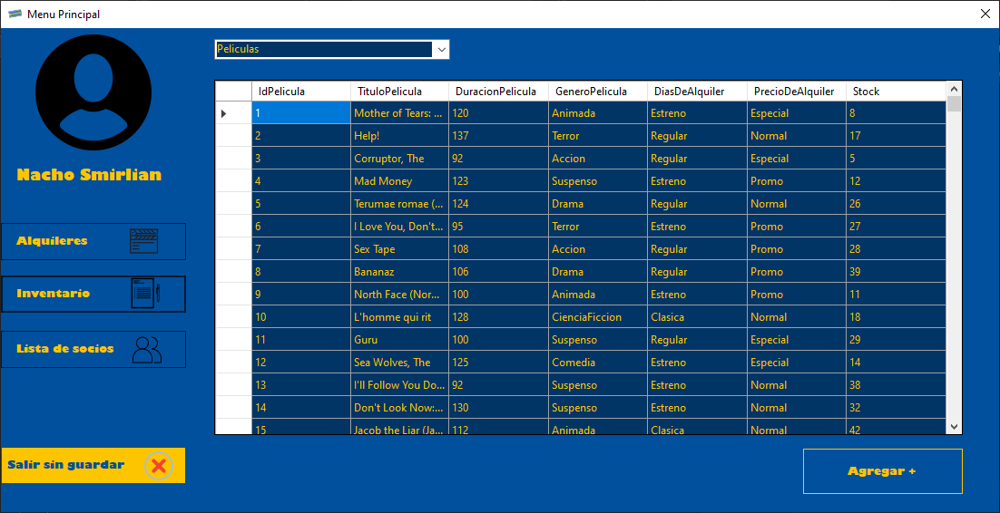 Menu Principal
Peliculas
Nacho Smirlian
Alquileres
Inventario
Lista de socios
Salir sin guardar
IdPelicula TituloPelicula DuracionPelicula GeneroPelicula DiasDeAlquiler PrecioDeAlquiler Stock
1 Mother of Tears: ... 120 Animada Estreno Especial 8
2 Help! 137 Terror Regular Normal 17
3 Corruptor, The 92 Accion Regular Especial 5
4 Mad Money 123 Suspenso Estreno Promo 12
5 Terumae romae (... 124 Drama Regular Normal 26
6 I Love You, Don't... 95 Terror Estreno Promo 27
7 Sex Tape 108 Accion Regular Promo 28
8 Bananaz 106 Drama Regular Promo 39
9 North Face (Nor... 100 Animada Estreno Promo 11
10 L'homme qui rit 128 CienciaFiccion Clasica Normal 18
11 Guru 100 Suspenso Regular Especial 29
12 Sea Wolves, The 125 Comedia Estreno Especial 14
13 I'll Follow You Do... 92 Suspenso Estreno Normal 38
14 Don't Look Now:... 130 Suspenso Estreno Normal 32
15 Jacob the Liar (Ja... 112 Animada Clasica Normal 42
Agregar +